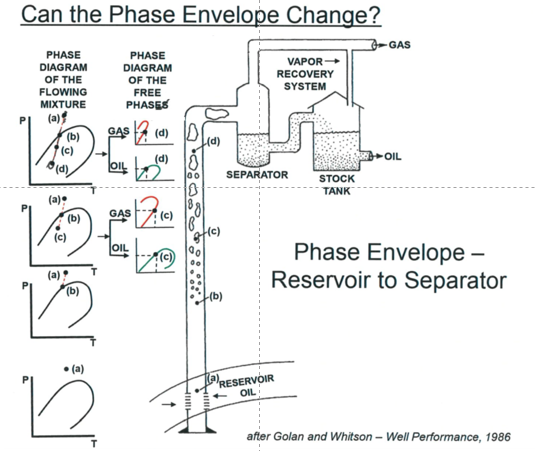 Can the Phase Envelope Change?
PHASE
DIAGRAM
OF THE
FLOWING
MIXTURE
PHASE
DIAGRAM
OF THE
FREE
PHASES
VAPOR
RECOVERY
SYSTEM
GAS
P
(a)
(b)
(c)
(d)
T
GAS
(d)
OIL
(d)
(d)
SEPARATOR
STOCK
TANK
OIL
P
(a)
(b)
(c)
T
GAS
(c)
OIL
(c)
(c)
Phase Envelope –
Reservoir to Separator
P
(a)
(b)
T
(b)
P
(a)
T
(a)
RESERVOIR
OIL
after Golan and Whitson – Well Performance, 1986